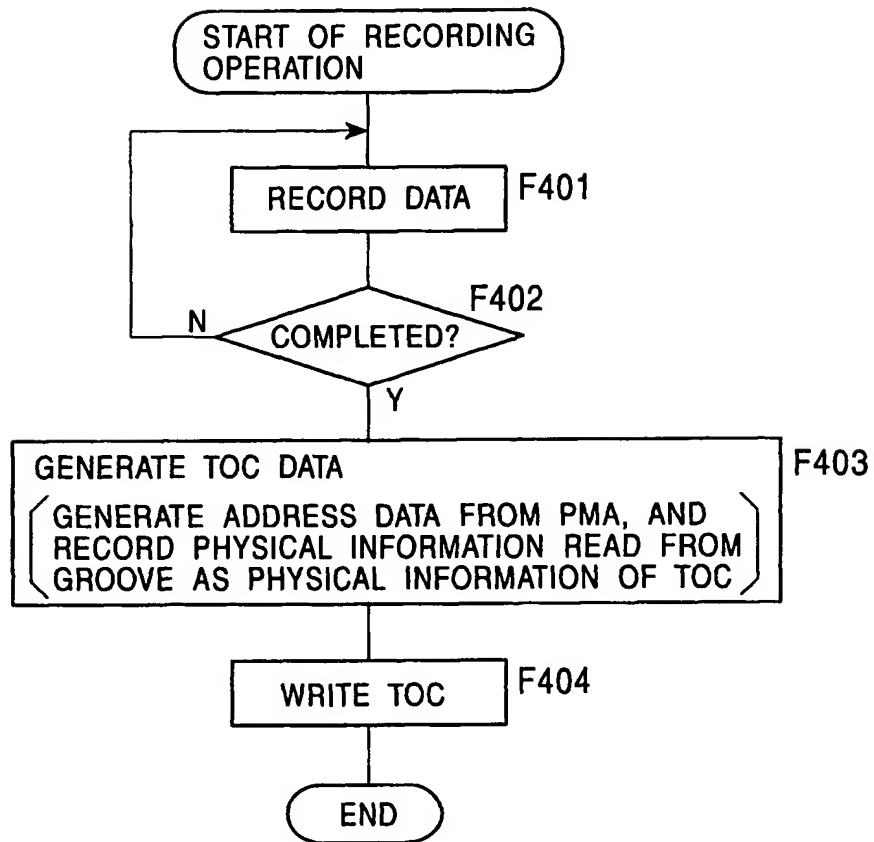 START OF RECORDING
OPERATION
RECORD DATA
F401
F402
COMPLETED?
N
Y
GENERATE TOC DATA
F403
GENERATE ADDRESS DATA FROM PMA, AND
RECORD PHYSICAL INFORMATION READ FROM
GROOVE AS PHYSICAL INFORMATION OF TOC
WRITE TOC
F404
END